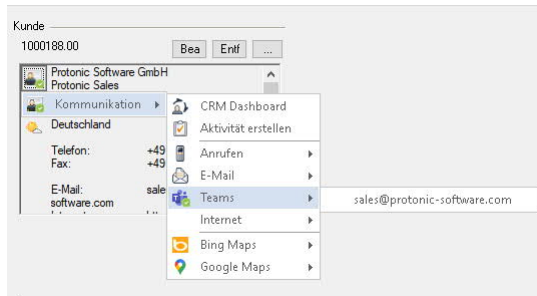 Kunde
1000188.00
Bea
Entf
...
Protonic Software GmbH
Protonic Sales
Kommunikation
Deutschland
Telefon: +49
Fax: +49
E-Mail: sale
software.com
CRM Dashboard
Aktivität erstellen
Anrufen
E-Mail
Teams
sales@protonic-software.com
Internet
Bing Maps
Google Maps